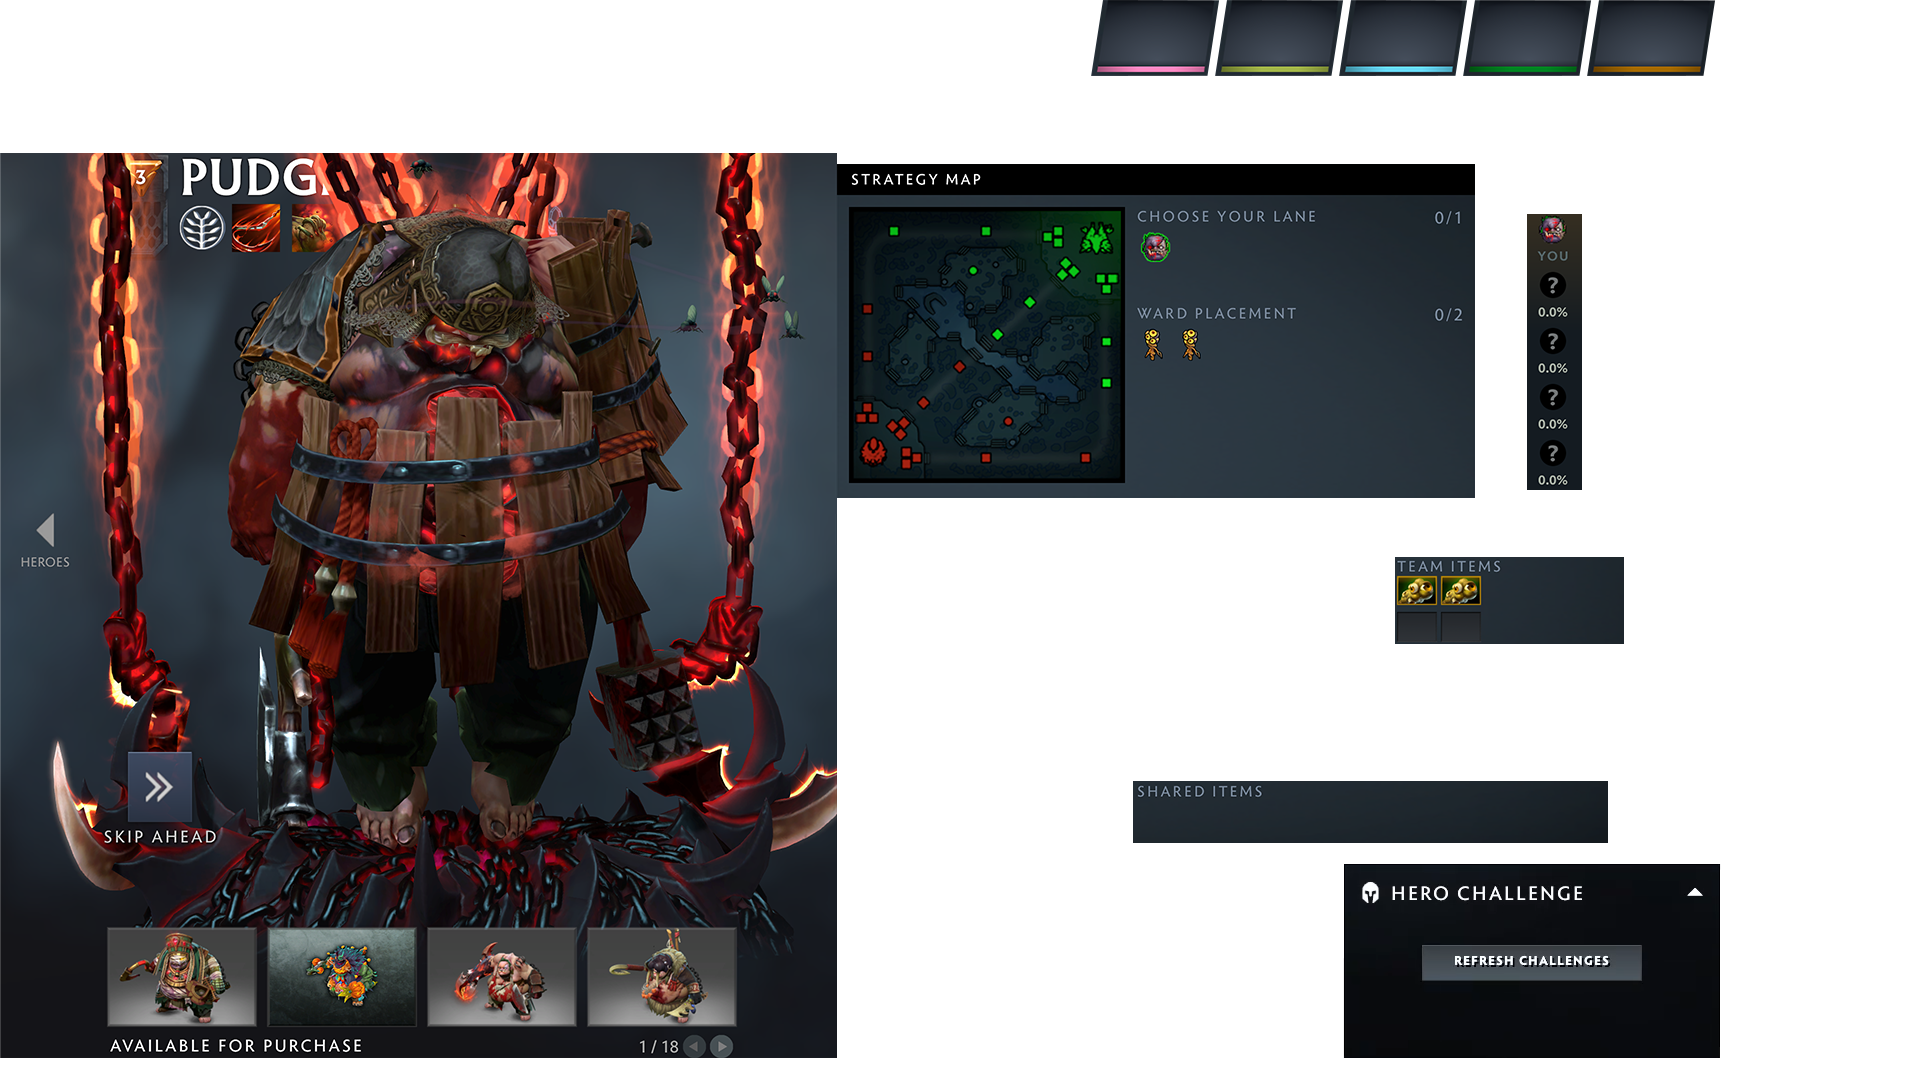 3
PUDG
HEROES
SKIP AHEAD
AVAILABLE FOR PURCHASE
1 / 18
STRATEGY MAP
CHOOSE YOUR LANE
0/1
WARD PLACEMENT
0/2
YOU
?
0.0%
?
0.0%
?
0.0%
?
0.0%
TEAM ITEMS
SHARED ITEMS
HERO CHALLENGE
REFRESH CHALLENGES